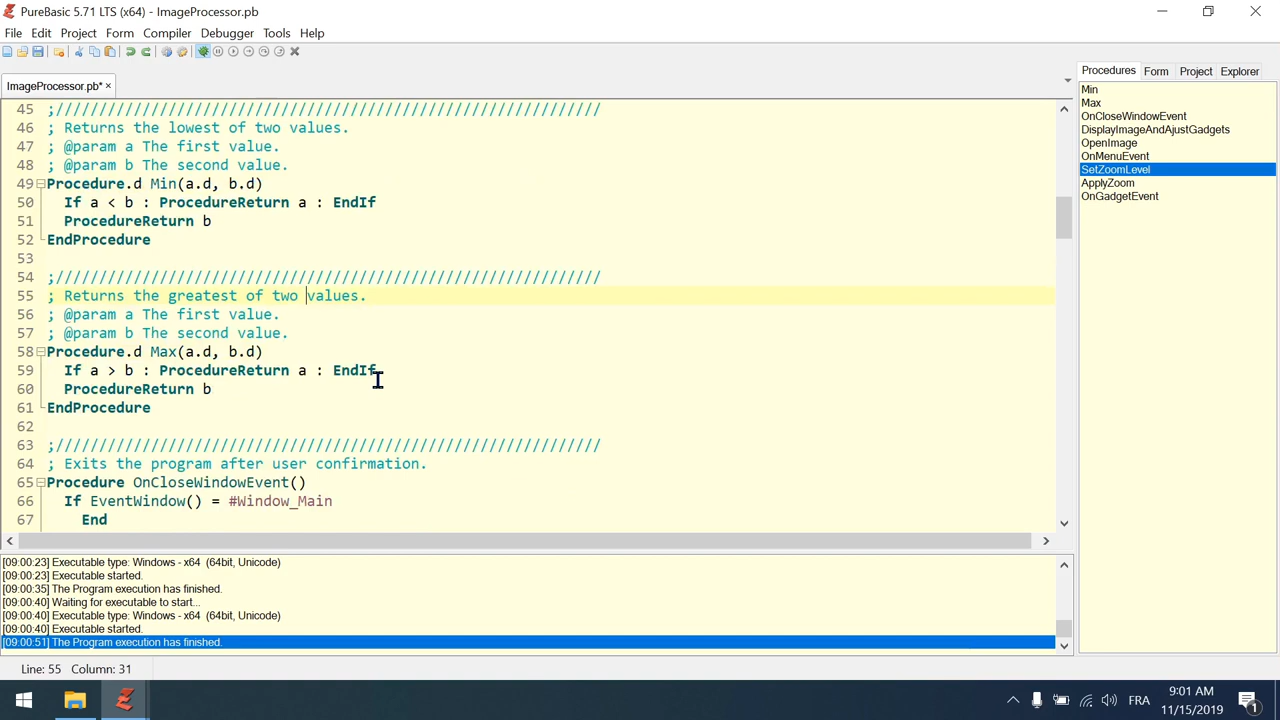 PureBasic 5.71 LTS (x64) - ImageProcessor.pb
File Edit Project Form Compiler Debugger Tools Help
ImageProcessor.pb*
Procedures Form Project Explorer
45 ;///////////////////////////////////////////////////////////////
46 ; Returns the lowest of two values.
47 ; @param a The first value.
48 ; @param b The second value.
49 Procedure.d Min(a.d, b.d)
50 If a < b : ProcedureReturn a : EndIf
51 ProcedureReturn b
52 EndProcedure
53
54 ;///////////////////////////////////////////////////////////////
55 ; Returns the greatest of two values.
56 ; @param a The first value.
57 ; @param b The second value.
58 Procedure.d Max(a.d, b.d)
59 If a > b : ProcedureReturn a : EndIf
60 ProcedureReturn b
61 EndProcedure
62
63 ;///////////////////////////////////////////////////////////////
64 ; Exits the program after user confirmation.
65 Procedure OnCloseWindowEvent()
66 If EventWindow() = #Window_Main
67 End
Min
Max
OnCloseWindowEvent
DisplayImageAndAjustGadgets
OpenImage
OnMenuEvent
SetZoomLevel
ApplyZoom
OnGadgetEvent
[09:00:23] Executable type: Windows - x64 (64bit, Unicode)
[09:00:23] Executable started.
[09:00:35] The Program execution has finished.
[09:00:40] Waiting for executable to start...
[09:00:40] Executable type: Windows - x64 (64bit, Unicode)
[09:00:40] Executable started.
[09:00:51] The Program execution has finished.
Line: 55 Column: 31
FRA
9:01 AM
11/15/2019
1